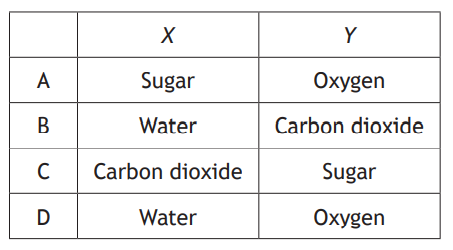 X Y
A Sugar Oxygen
B Water Carbon dioxide
C Carbon dioxide Sugar
D Water Oxygen